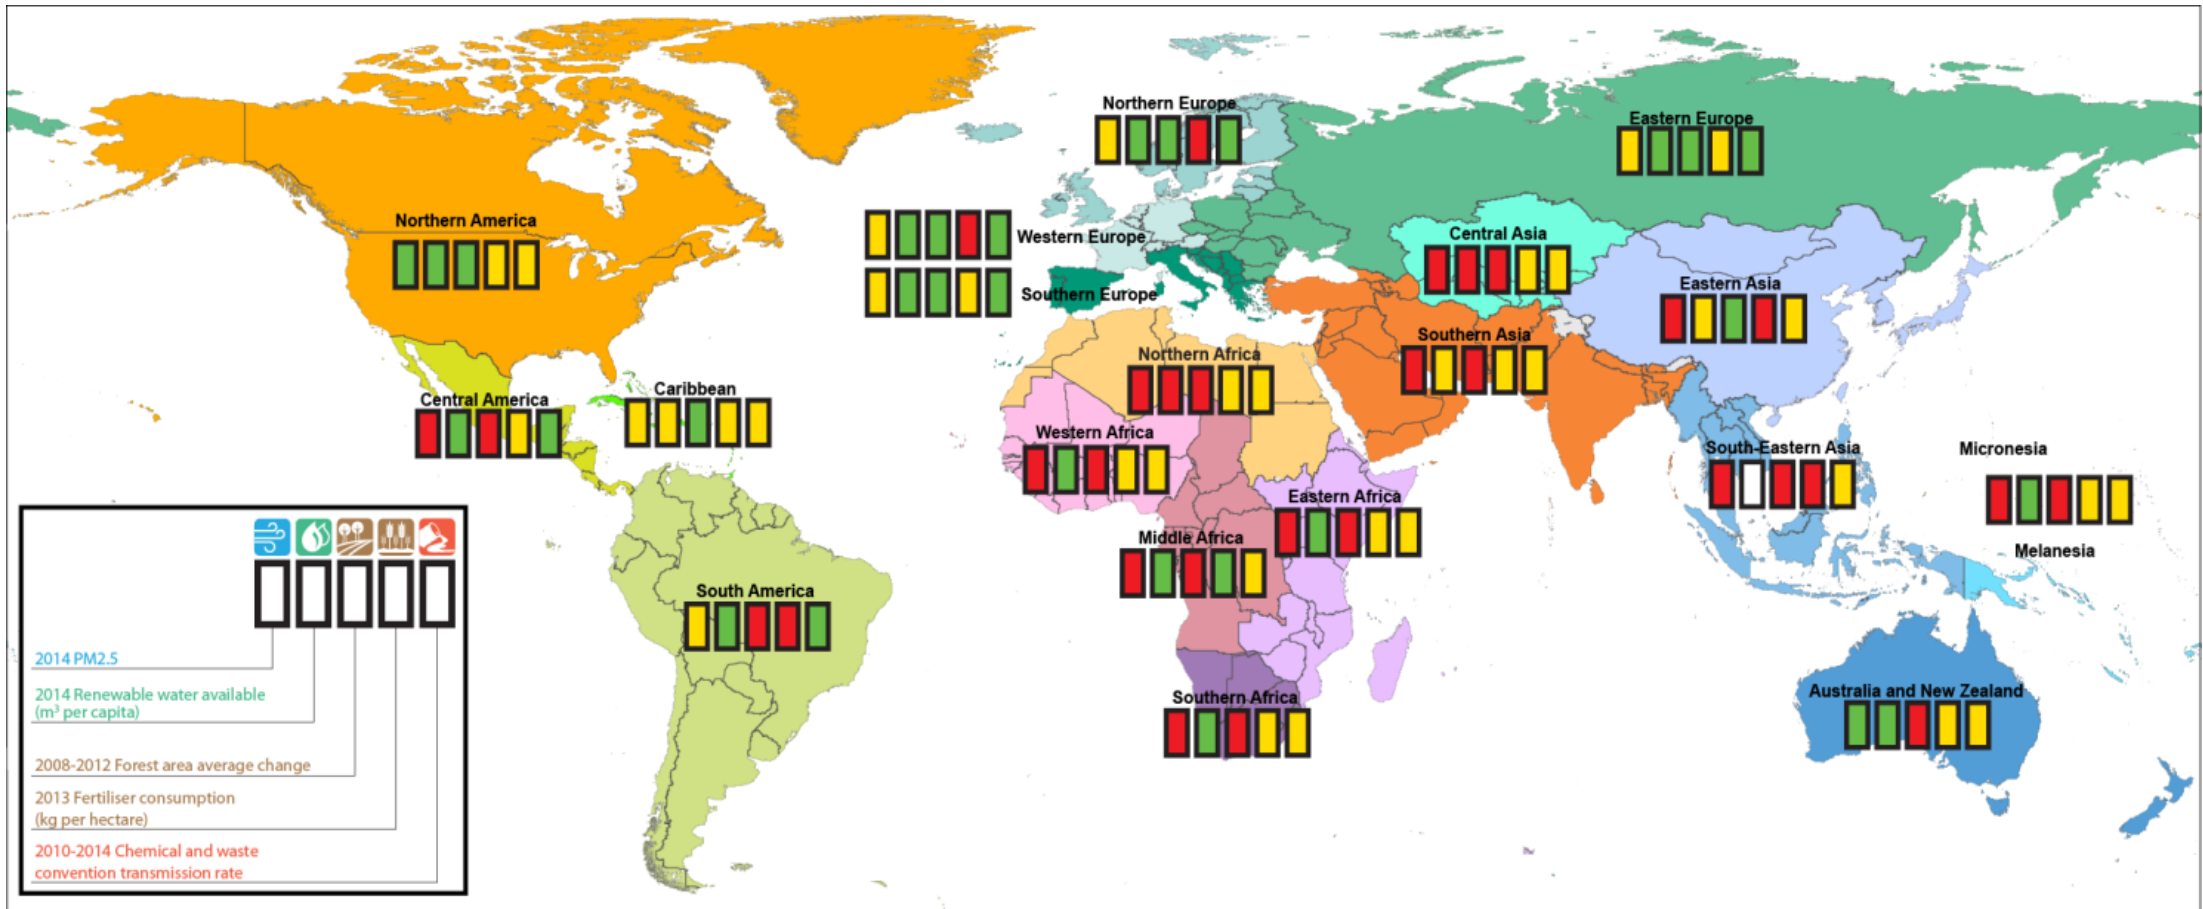 Northern Europe
Eastern Europe
Northern America
Western Europe
Central Asia
Eastern Asia
Southern Europe
Southern Asia
Northern Africa
Caribbean
Central America
Western Africa
South-Eastern Asia
Micronesia
Eastern Africa
Middle Africa
Melanesia
South America
Southern Africa
Australia and New Zealand
2014 PM2.5
2014 Renewable water available
(m³ per capita)
2008-2012 Forest area average change
2013 Fertiliser consumption
(kg per hectare)
2010-2014 Chemical and waste
convention transmission rate